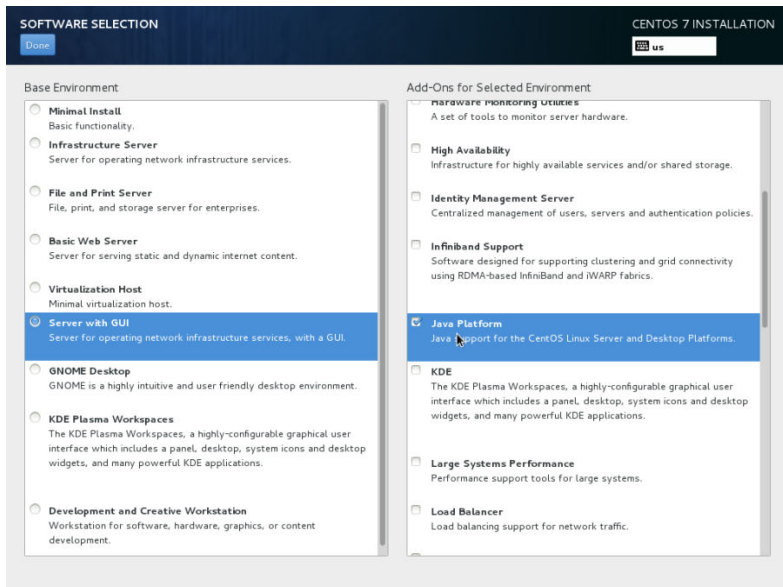 SOFTWARE SELECTION
CENTOS 7 INSTALLATION
Done
us
Base Environment
Minimal Install
Basic functionality.
Infrastructure Server
Server for operating network infrastructure services.
File and Print Server
File, print, and storage server for enterprises.
Basic Web Server
Server for serving static and dynamic internet content.
Virtualization Host
Minimal virtualization host.
Server with GUI
Server for operating network infrastructure services, with a GUI.
GNOME Desktop
GNOME is a highly intuitive and user friendly desktop environment.
KDE Plasma Workspaces
The KDE Plasma Workspaces, a highly-configurable graphical user
interface which includes a panel, desktop, system icons and desktop
widgets, and many powerful KDE applications.
Development and Creative Workstation
Workstation for software, hardware, graphics, or content
development.
Add-Ons for Selected Environment
Hardware Monitoring Utilities
A set of tools to monitor server hardware.
High Availability
Infrastructure for highly available services and/or shared storage.
Identity Management Server
Centralized management of users, servers and authentication policies.
Infiniband Support
Software designed for supporting clustering and grid connectivity
using RDMA-based InfiniBand and iWARP fabrics.
Java Platform
Java support for the CentOS Linux Server and Desktop Platforms.
KDE
The KDE Plasma Workspaces, a highly-configurable graphical user
interface which includes a panel, desktop, system icons and desktop
widgets, and many powerful KDE applications.
Large Systems Performance
Performance support tools for large systems.
Load Balancer
Load balancing support for network traffic.